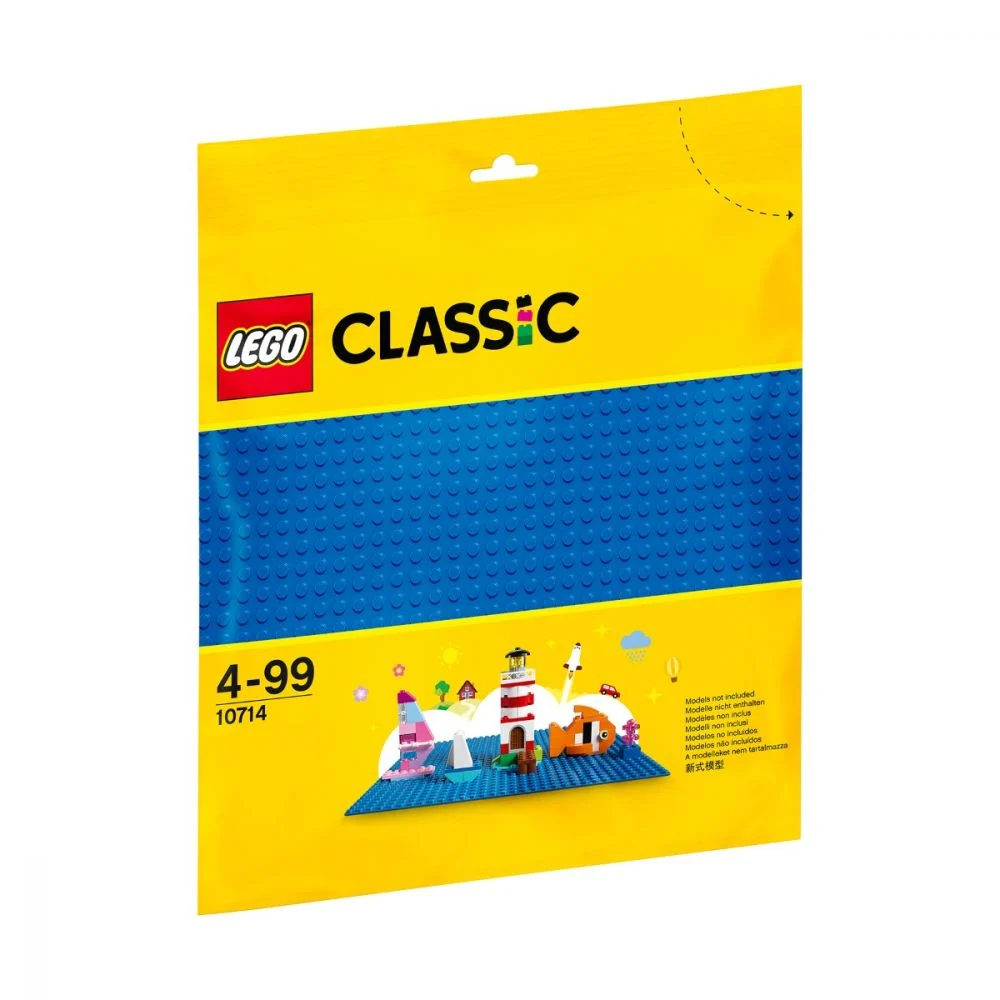 LEGO
CLASSIC
4-99
10714
Models not included
Modelle nicht enthalten
Modèles non inclus
Modelli non inclusi
Modelos no incluidos
Modelos não incluídos
A modelleket nem tartalmazza
新式模型